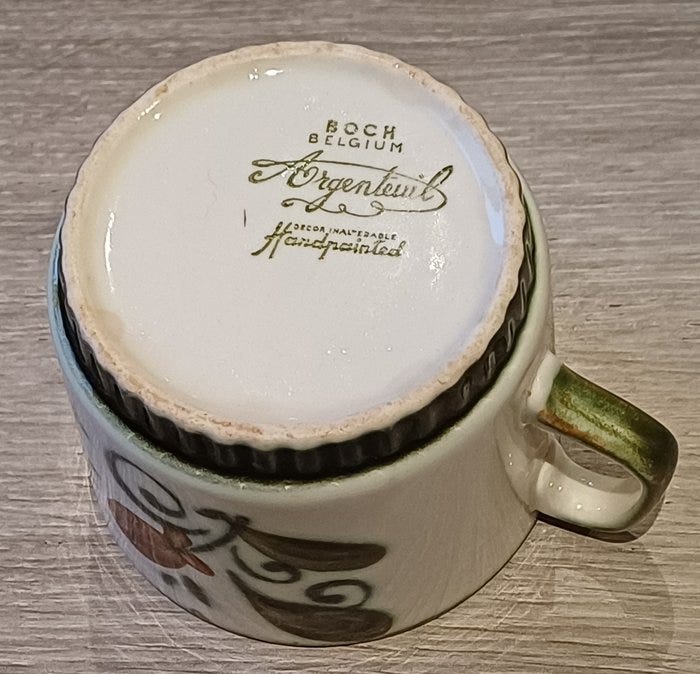 BOCH
BELGIUM
Argenteuil
DECOR INALTERABLE
Handpainted